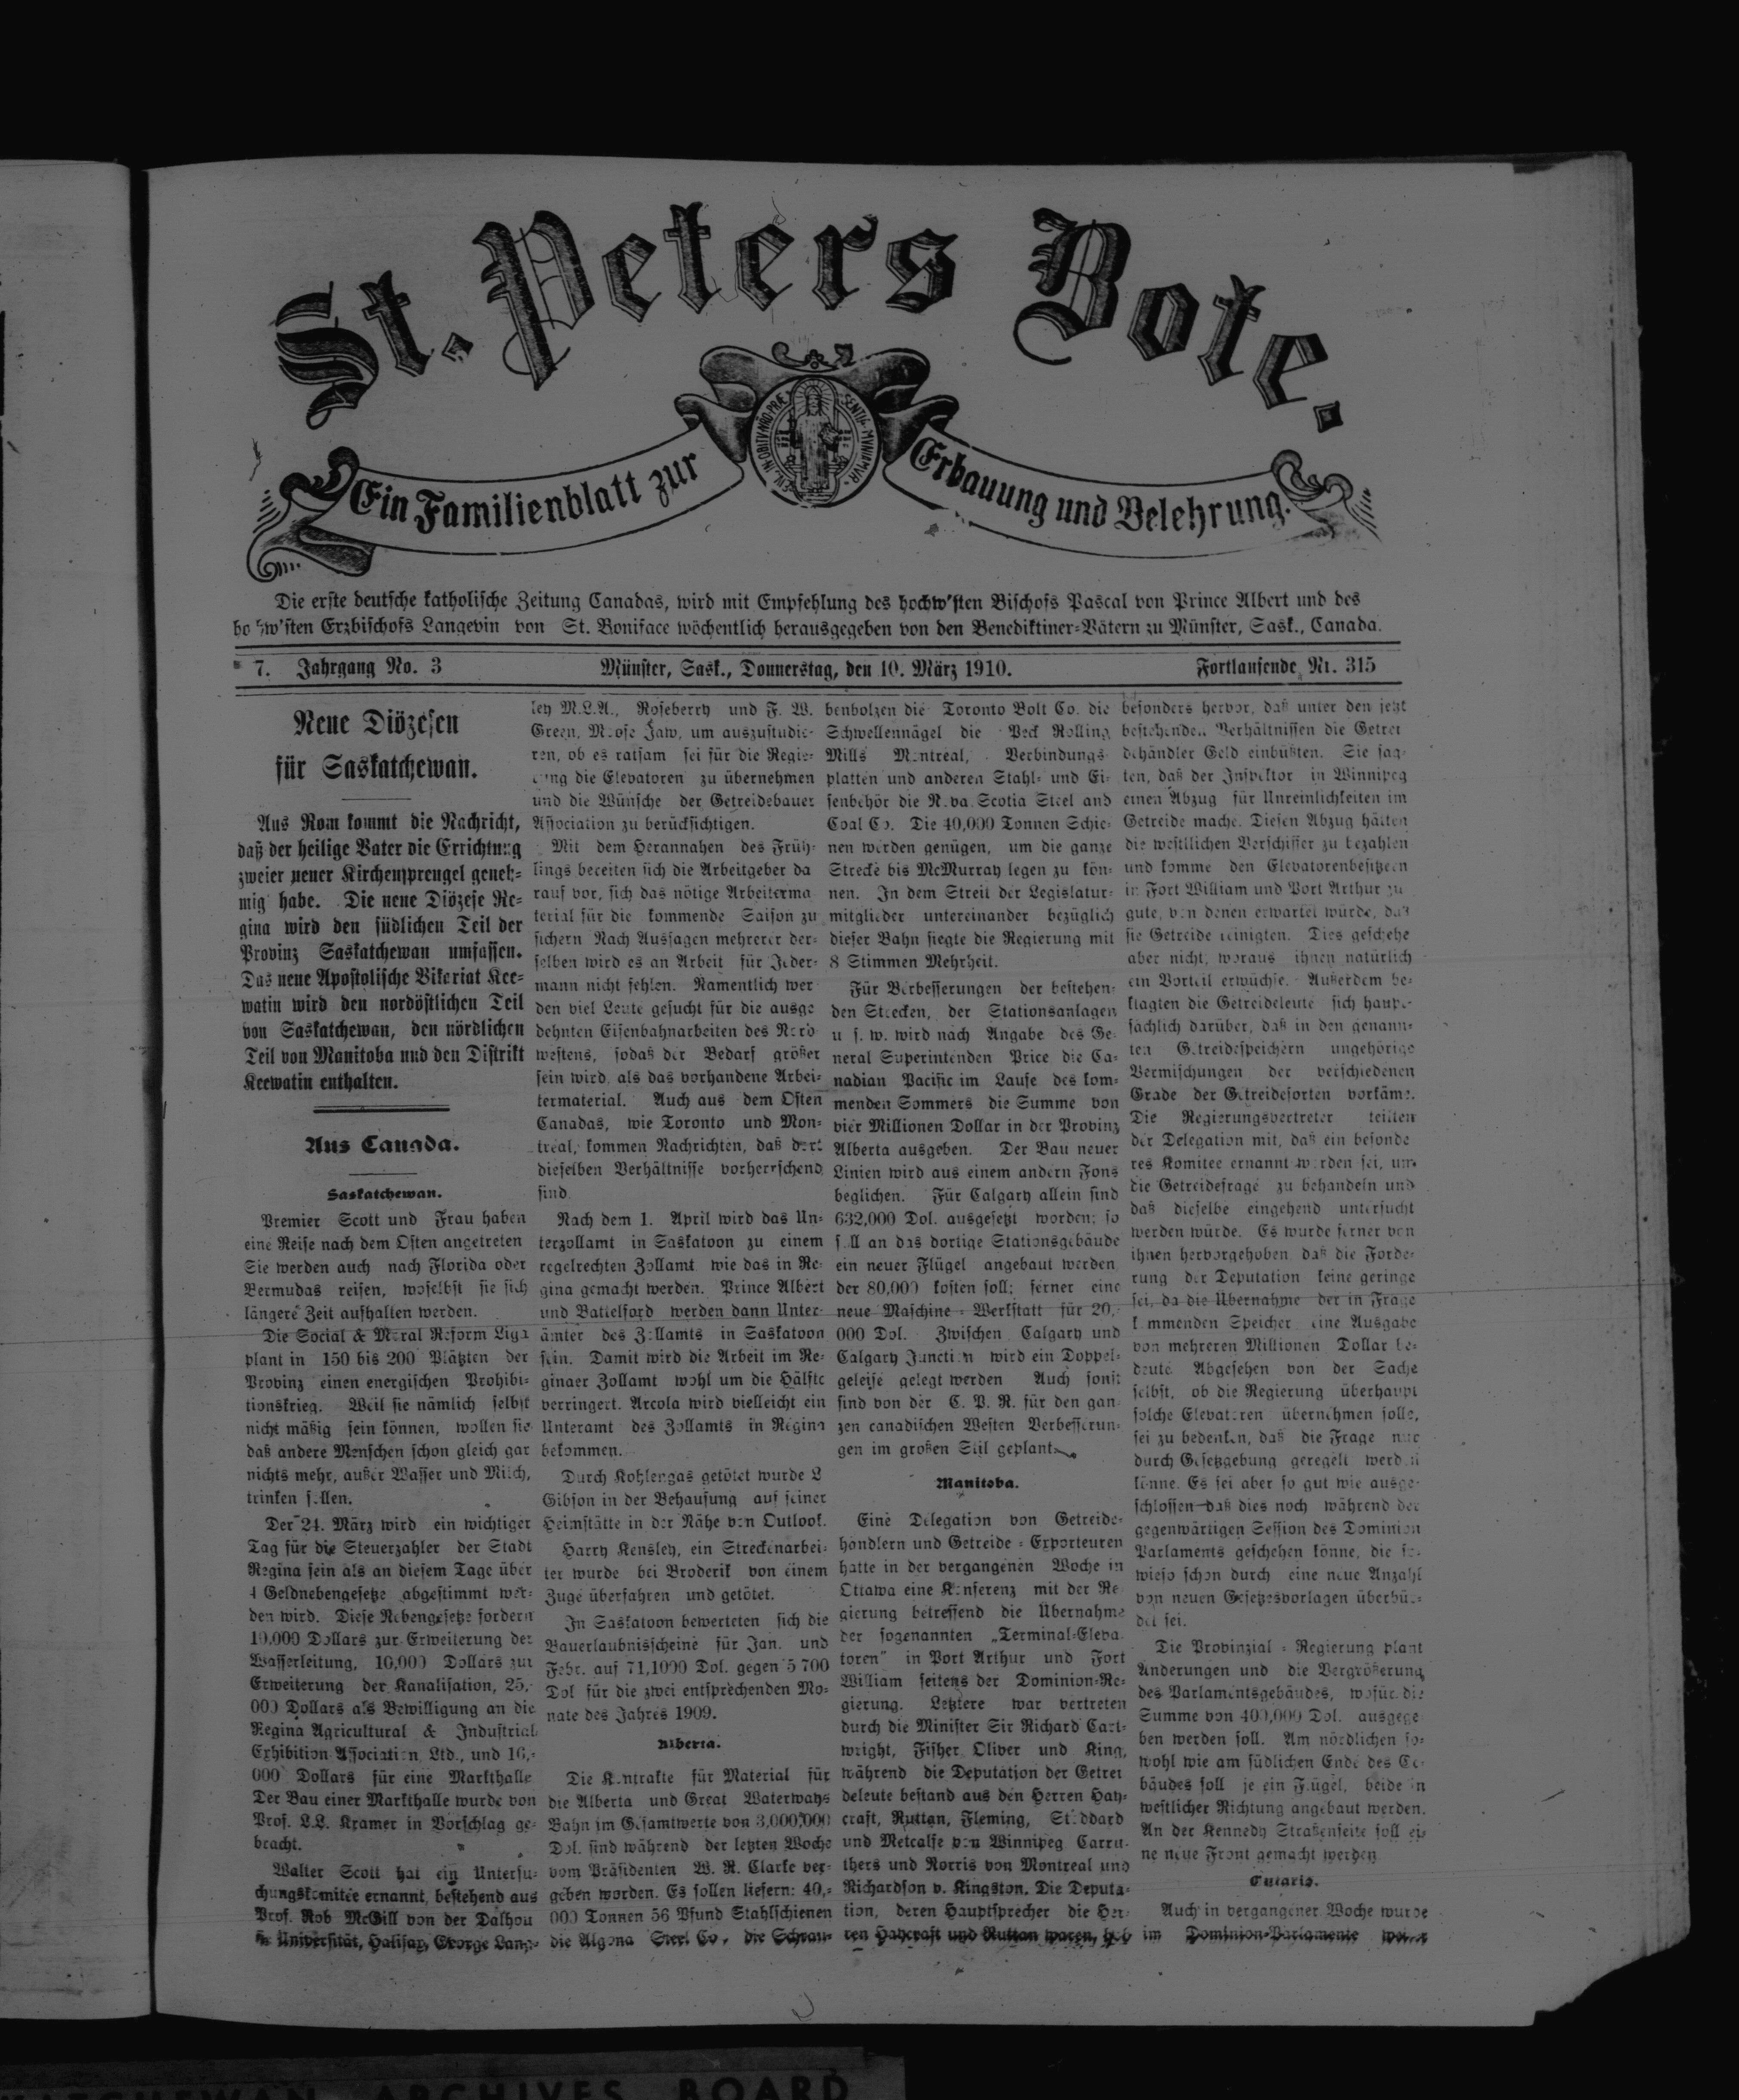 St. Peters Bote.
Ein Familienblatt zur Erbauung und Belehrung.
Die erste deutsche katholische Zeitung Canadas, wird mit Empfehlung des hochw'sten Bischofs Pascal von Prince Albert und des
hochw'sten Erzbischofs Langevin von St. Boniface wöchentlich herausgegeben von den Benediktiner-Vätern zu Münster, Sask., Canada.
7. Jahrgang No. 3 Münster, Sask., Donnerstag, den 10. März 1910. Fortlaufende Nr. 315
Neue Diözesen
für Saskatchewan.
Aus Rom kommt die Nachricht,
daß der heilige Vater die Errichtung
zweier neuer Kirchensprengel geneh-
mig habe. Die neue Diözese Re-
gina wird den südlichen Teil der
Provinz Saskatchewan umfassen.
Das neue Apostolische Vikariat Kee-
watin wird den nordöstlichen Teil
von Saskatchewan, den nördlichen
Teil von Manitoba und den Distrikt
Keewatin enthalten.
Aus Canada.
Saskatchewan.
Premier Scott und Frau haben
eine Reise nach dem Osten angetreten
Sie werden auch nach Florida oder
Bermudas reisen, woselbst sie sich
längere Zeit aufhalten werden.
Die Social & Moral Reform Liga
plant in 150 bis 200 Plätzten der
Provinz einen energischen Prohibi-
tionskrieg. Weil sie nämlich selbst
nicht mäßig sein können, wollen sie
daß andere Menschen schon gleich gar
nichts mehr, außer Wasser und Milch,
trinken sollen.
Der 24. März wird ein wichtiger
Tag für die Steuerzahler der Stadt
Regina sein als an diesem Tage über
4 Geldnebengesetze abgestimmt wer-
den wird. Diese Nebengesetze fordern
10,000 Dollars zur Erweiterung der
Wasserleitung, 10,000 Dollars zur
Erweiterung der Kanalisation, 25,-
000 Dollars als Bewilligung an die
Regina Agricultural & Industrial
Exhibition Association Ltd., und 16,-
000 Dollars für eine Markthalle
Der Bau einer Markthalle wurde von
Prof. L.L. Kramer in Vorschlag ge-
bracht.
Walter Scott hat ein Untersu-
chungskomitee ernannt, bestehend aus
Prof. Rob McGill von der Dalhou
sie Universität, Halifax, George Lang-
ley M.L.A., Roseberry und F. W.
Green, Moose Jaw, um auszustudie-
ren, ob es ratsam sei für die Regie-
rung die Elevatoren zu übernehmen
und die Wünsche der Getreidebauer
Association zu berücksichtigen.
Mit dem Herannahen des Früh-
lings bereiten sich die Arbeitgeber da
rauf vor, sich das nötige Arbeiterma
terial für die kommende Saison zu
sichern Nach Aussagen mehrerer der-
selben wird es an Arbeit für Jeder-
mann nicht fehlen. Namentlich wer
den viel Leute gesucht für die ausge
dehnten Eisenbahnarbeiten des Nord
westens, sodaß der Bedarf größer
sein wird, als das vorhandene Arbei-
termaterial. Auch aus dem Osten
Canadas, wie Toronto und Mon-
treal, kommen Nachrichten, daß dort
dieselben Verhältnisse vorherrschend
sind
Nach dem 1. April wird das Un-
terzollamt in Saskatoon zu einem
regelrechten Zollamt wie das in Re-
gina gemacht werden. Prince Albert
und Battelford werden dann Unter-
ämter des Zollamts in Saskatoon
sein. Damit wird die Arbeit im Re-
ginaer Zollamt wohl um die Hälfte
verringert. Arcola wird vielleicht ein
Unteramt des Zollamts in Regina
bekommen.
Durch Kohlengas getötet wurde L
Gibson in der Behausung auf seiner
Heimstätte in der Nähe von Outlook.
Harry Kensley, ein Streckenarbei-
ter wurde bei Broderik von einem
Zuge überfahren und getötet.
In Saskatoon bewerteten sich die
Bauerlaubnisscheine für Jan. und
Febr. auf 71,1000 Dol. gegen 5 700
Dol für die zwei entsprechenden Mo-
nate des Jahres 1909.
Alberta.
Die Kontrakte für Material für
die Alberta und Great Waterways
Bahn im Gesamtwerte von 3,000,000
Dol. sind während der letzten Woche
vom Präsidenten W. R. Clarke ver-
geben worden. Es sollen liefern: 40,-
000 Tonnen 56 Pfund Stahlschienen
die Algona Steel Co., die Schrau-
benbolzen die Toronto Bolt Co. die
Schwellennägel die Peck Rolling
Mills Montreal, Verbindungs
platten und anderen Stahl- und Ei-
senbehör die Nova Scotia Steel and
Coal Co. Die 40,000 Tonnen Schie-
nen werden genügen, um die ganze
Strecke bis McMurray legen zu kön-
nen. In dem Streit der Legislatur-
mitglieder untereinander bezüglich
dieser Bahn siegte die Regierung mit
8 Stimmen Mehrheit.
Für Verbesserungen der bestehen-
den Strecken, der Stationsanlagen
u s. w. wird nach Angabe des Ge-
neral Superintenden Price die Ca-
nadian Pacific im Laufe des kom-
menden Sommers die Summe von
vier Millionen Dollar in der Provinz
Alberta ausgeben. Der Bau neuer
Linien wird aus einem andern Fons
beglichen. Für Calgary allein sind
632,000 Dol. ausgesetzt worden; so
soll an das dortige Stationsgebäude
ein neuer Flügel angebaut werden
der 80,000 kosten soll; ferner eine
neue Maschine-Werkstatt für 20,-
000 Dol. Zwischen Calgary und
Calgary Junction wird ein Doppel-
geleise gelegt werden Auch sonst
sind von der C. P. R. für den gan
zen canadischen Westen Verbesserun-
gen im großen Stil geplant.
Manitoba.
Eine Delegation von Getreide-
händlern und Getreide-Exporteuren
hatte in der vergangenen Woche in
Ottawa eine Konferenz mit der Re
gierung betreffend die Übernahme
der sogenannten „Terminal-Eleva
toren" in Port Arthur und Fort
William seitens der Dominion-Re-
gierung. Letztere war vertreten
durch die Minister Sir Richard Cart-
wright, Fisher, Oliver und King,
während die Deputation der Getrei
deleute bestand aus den Herren Hay-
craft, Ruttan, Fleming, Stoddard
und Metcalfe von Winnipeg Carru-
thers und Norris von Montreal und
Richardson v. Kingston. Die Deputa-
tion, deren Hauptsprecher die Her-
ren Haycraft und Ruttan waren, hob
besonders hervor, daß unter den jetzt
bestehenden Verhältnissen die Getrei
dehändler Geld einbüßten. Sie sag-
ten, daß der Inspektor in Winnipeg
einen Abzug für Unreinlichkeiten im
Getreide mache. Diesen Abzug hätten
die westlichen Verschiffer zu bezahlen
und komme den Elevatorenbesitzern
in Fort William und Port Arthur zu
gute, von denen erwartet würde, daß
sie Getreide reinigten. Dies geschehe
aber nicht, woraus ihnen natürlich
ein Vorteil erwüchse. Außerdem be-
klagten die Getreideleute sich haupt-
sächlich darüber, daß in den genann-
ten Getreidespeichern ungehörige
Vermischungen der verschiedenen
Grade der Getreidesorten vorkäme.
Die Regierungsvertreter teilten
der Delegation mit, daß ein besonde
res Komitee ernannt worden sei, um
die Getreidefrage zu behandeln und
daß dieselbe eingehend untersucht
werden würde. Es wurde ferner von
ihnen hervorgehoben daß die Forde-
rung der Deputation keine geringe
sei, da die Übernahme der in Frage
kommenden Speicher eine Ausgabe
von mehreren Millionen Dollar be-
deute Abgesehen von der Sache
selbst, ob die Regierung überhaupt
solche Elevatoren übernehmen solle,
sei zu bedenken, daß die Frage nur
durch Gesetzgebung geregelt werden
könne. Es sei aber so gut wie ausge-
schlossen daß dies noch während der
gegenwärtigen Session des Dominion
Parlaments geschehen könne, die so-
wieso schon durch eine neue Anzahl
von neuen Gesetzesvorlagen überbür-
det sei.
Die Provinzial-Regierung plant
Änderungen und die Vergrößerung
des Parlamentsgebäudes, wofür die
Summe von 400,000 Dol. ausgege
ben werden soll. Am nördlichen so-
wohl wie am südlichen Ende des Ge-
bäudes soll je ein Flügel, beide in
westlicher Richtung angebaut werden.
An der Kennedy Straßenseite soll ei-
ne neue Front gemacht werden
Ontario.
Auch in vergangener Woche wurde
im Dominion-Parlamente
ARCHIVES BOARD